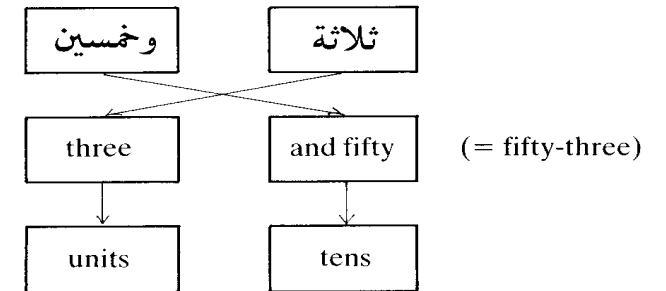 ثلاثة وخمسين
three and fifty (= fifty-three)
units tens